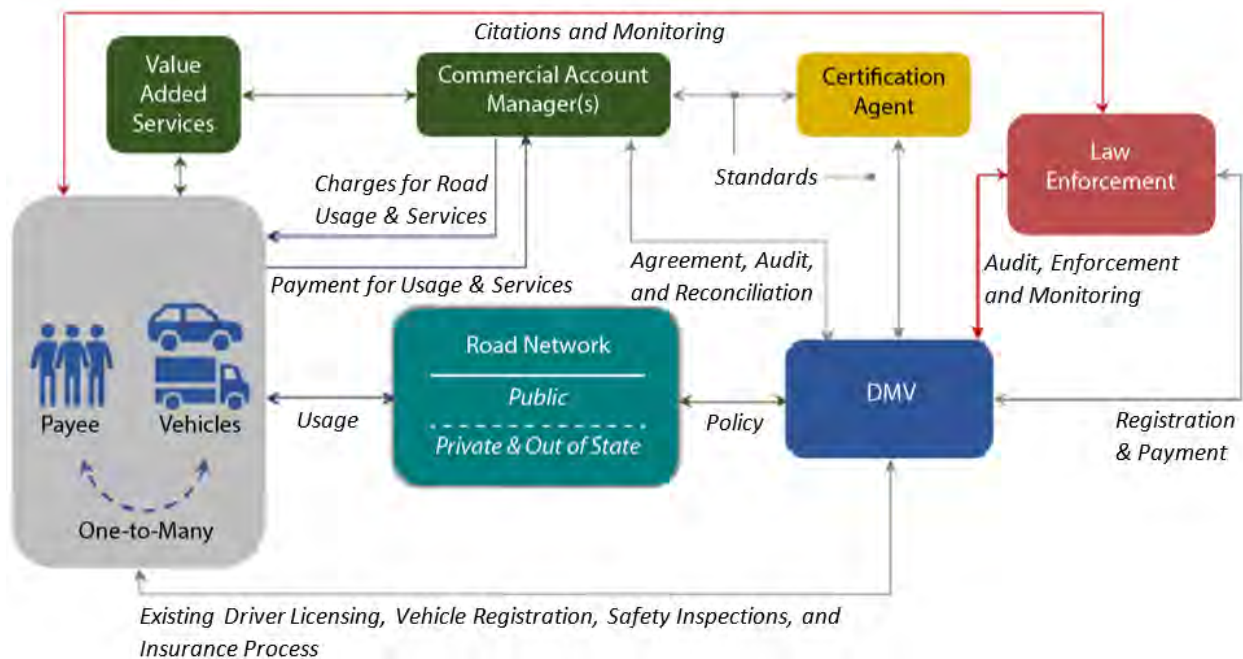 Citations and Monitoring
Value
Added
Services
Commercial Account
Manager(s)
Certification
Agent
Law
Enforcement
Charges for Road
Usage & Services
Standards
Payment for Usage & Services
Agreement, Audit,
and Reconciliation
Audit, Enforcement
and Monitoring
Road Network
Public
Private & Out of State
Payee
Vehicles
One-to-Many
Usage
Policy
DMV
Registration
& Payment
Existing Driver Licensing, Vehicle Registration, Safety Inspections, and
Insurance Process